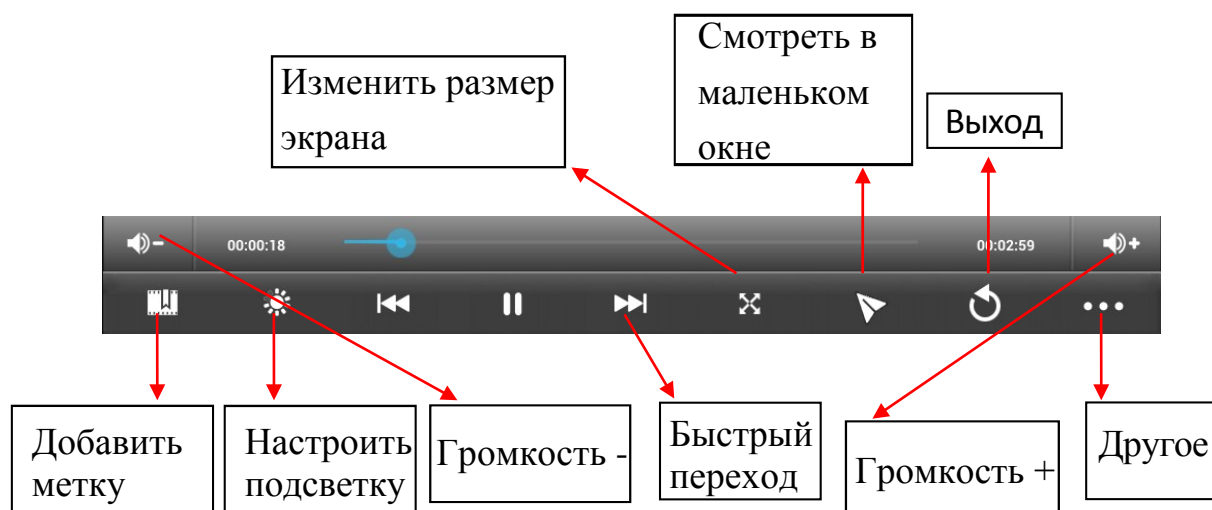 Смотреть в
маленьком
окне
Изменить размер
экрана
Выход
00:00:18
00:02:59
Добавить
метку
Настроить
подсветку
Громкость -
Быстрый
переход
Громкость +
Другое